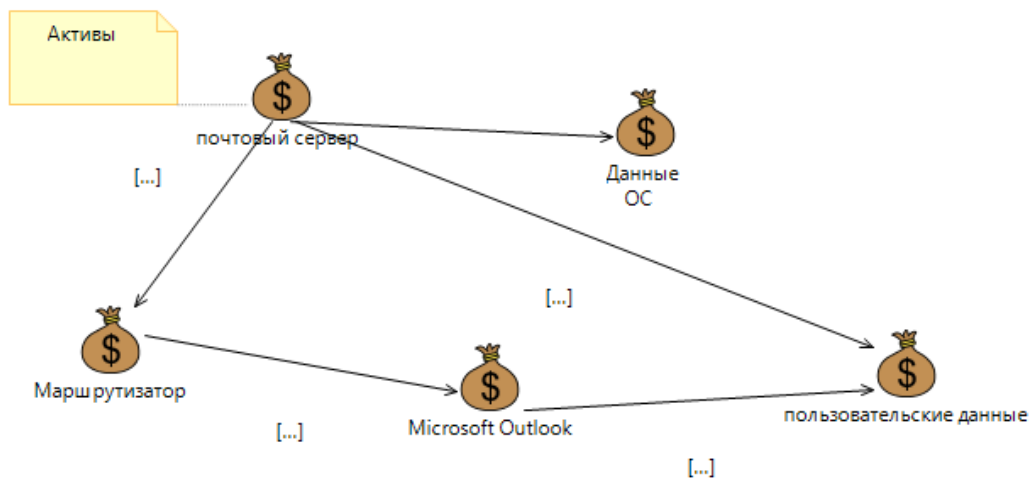 Активы
$
почтовый сервер
$
Данные
ОС
[...]
[...]
$
Маршрутизатор
$
Microsoft Outlook
$
пользовательские данные
[...]
[...]